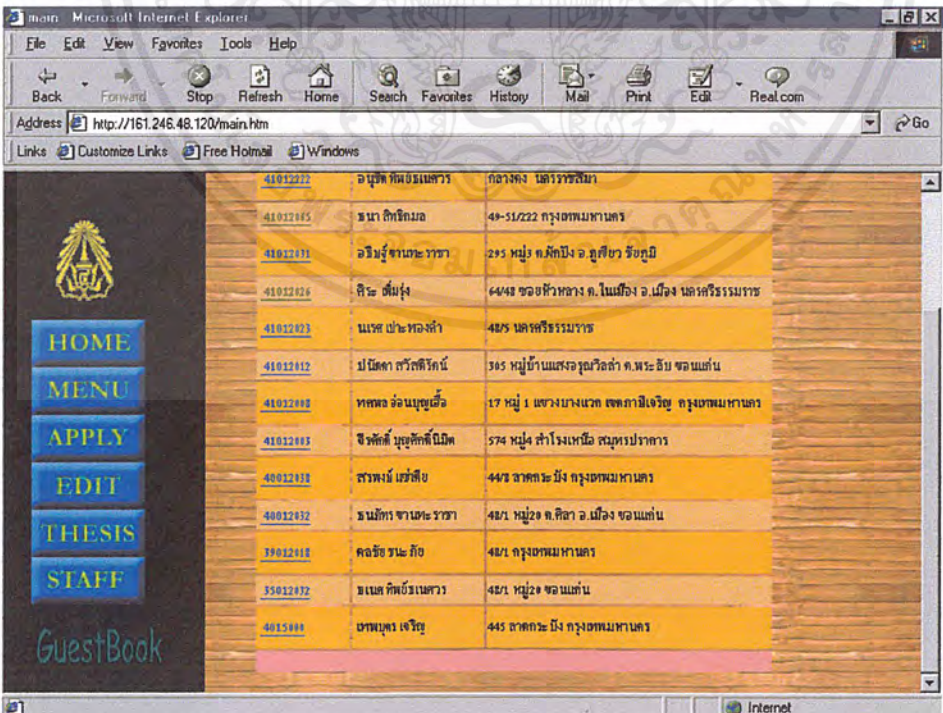 main - Microsoft Internet Explorer
File Edit View Favorites Tools Help
Back Forward Stop Refresh Home Search Favorites History Mail Print Edit Real.com
Address http://161.246.48.120/main.htm Go
Links Customize Links Free Hotmail Windows
41012222 อนุชิต ทิพย์ธเนศวร กลางดง นครราชสีมา
41012085 ธนา สิทธิกมล 49-51/222 กรุงเทพมหานคร
41012031 295 หมู่3 ต.ผักปัง อ.ภูเขียว ชัยภูมิ
41012026 ศิระ เต็มรุ่ง 64/48 ซอยหัวหลาง ต.ในเมือง อ.เมือง นครศรีธรรมราช
41012023 นเรศ เปาะทองคำ 48/5 นครศรีธรรมราช
41012012 ปนัดดา สวัสดิรัตน์ 305 หมู่บ้านแสงอรุณวิลล่า ต.พระลับ ขอนแก่น
41012008 ทศพล อ่อนบุญเอื้อ 17 หมู่ 1 แขวงบางแวก เขตภาษีเจริญ กรุงเทพมหานคร
41012003 จีรศักดิ์ บุญศักดิ์นิมิต 574 หมู่4 สำโรงเหนือ สมุทรปราการ
40012038 สรพงษ์ แซ่เตีย 44/8 ลาดกระบัง กรุงเทพมหานคร
40012032 48/1 หมู่20 ต.ศิลา อ.เมือง ขอนแก่น
39012018 ดลชัย ธนะภัย 48/1 กรุงเทพมหานคร
35012032 ธเนศ ทิพย์ธเนศวร 48/1 หมู่20 ขอนแก่น
4015000 เทพบุตร เจริญ 445 ลาดกระบัง กรุงเทพมหานคร
HOME
MENU
APPLY
EDIT
THESIS
STAFF
GuestBook
Internet